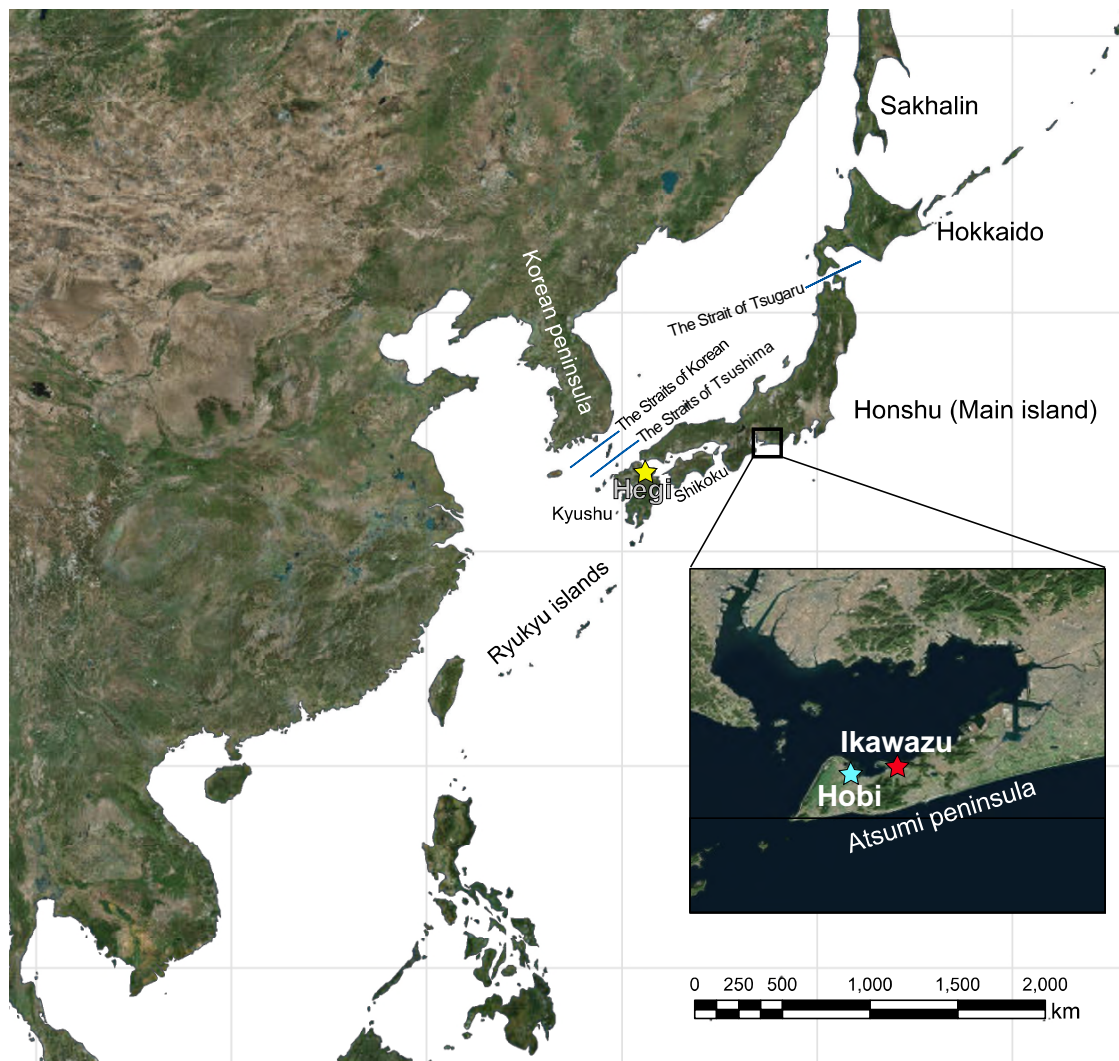 Sakhalin
Hokkaido
Korean peninsula
The Strait of Tsugaru
The Straits of Korean
The Straits of Tsushima
Honshu (Main island)
Hegi
Shikoku
Kyushu
Ryukyu islands
Ikawazu
Hobi
Atsumi peninsula
0 250 500 1,000 1,500 2,000
km